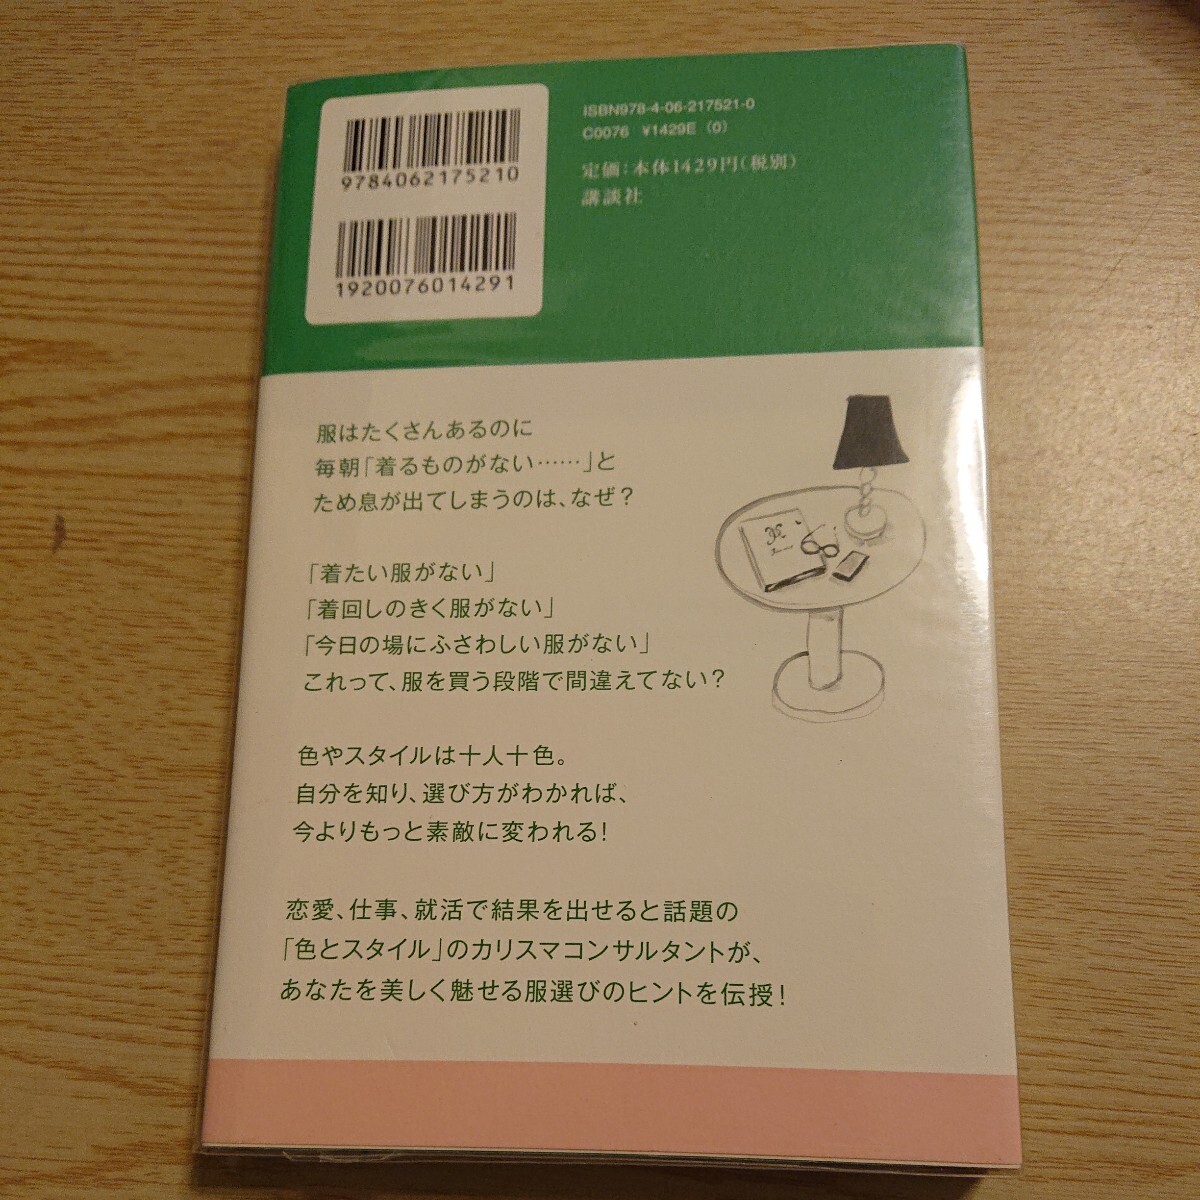 9784062175210
1920076014291
ISBN978-4-06-217521-0
C0076 ¥1429E (0)
定価:本体1429円(税別)
講談社
服はたくさんあるのに
毎朝「着るものがない……」と
ため息が出てしまうのは、なぜ?
「着たい服がない」
「着回しのきく服がない」
「今日の場にふさわしい服がない」
これって、服を買う段階で間違えてない?
色やスタイルは十人十色。
自分を知り、選び方がわかれば、
今よりもっと素敵に変われる!
恋愛、仕事、就活で結果を出せると話題の
「色とスタイル」のカリスマコンサルタントが、
あなたを美しく魅せる服選びのヒントを伝授!